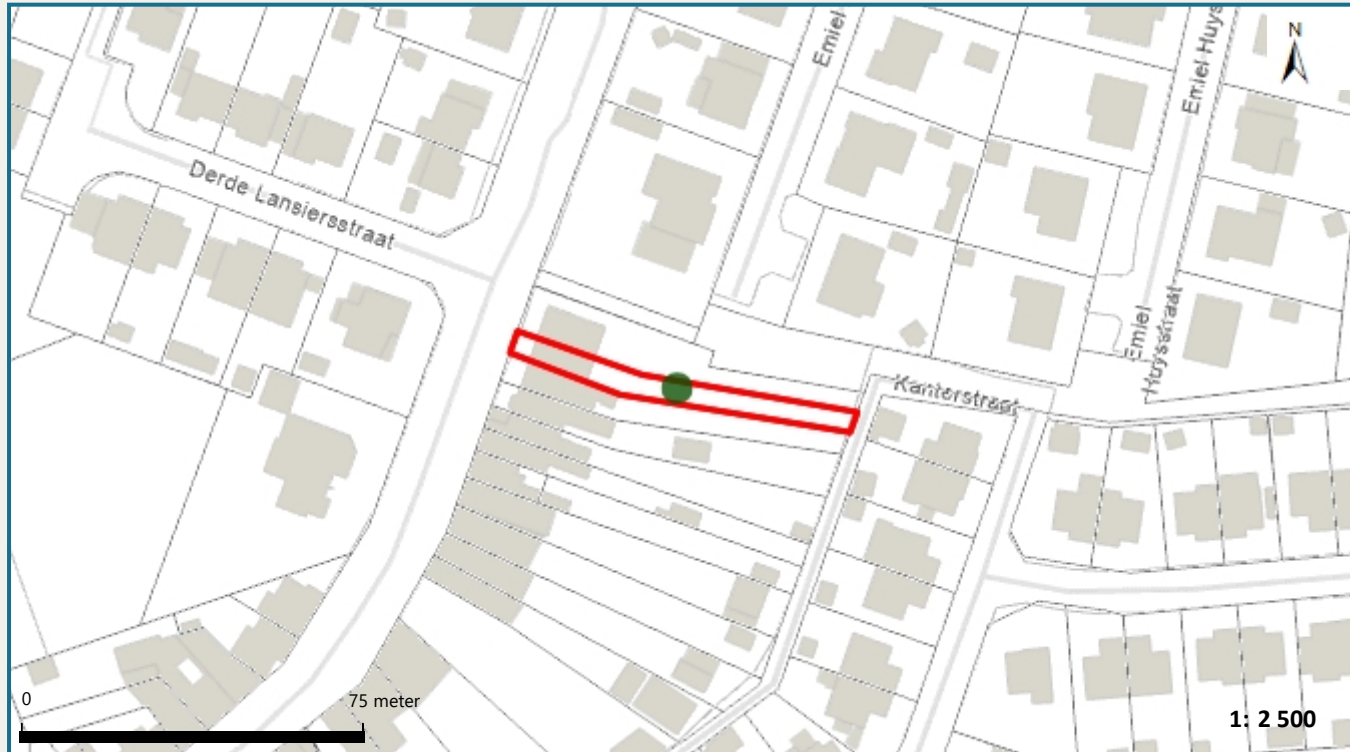 Emiel
Emiel Huys
N
Derde Lansiersstraat
Emiel
Huysstraat
Kanterstraat
0
75 meter
1: 2 500